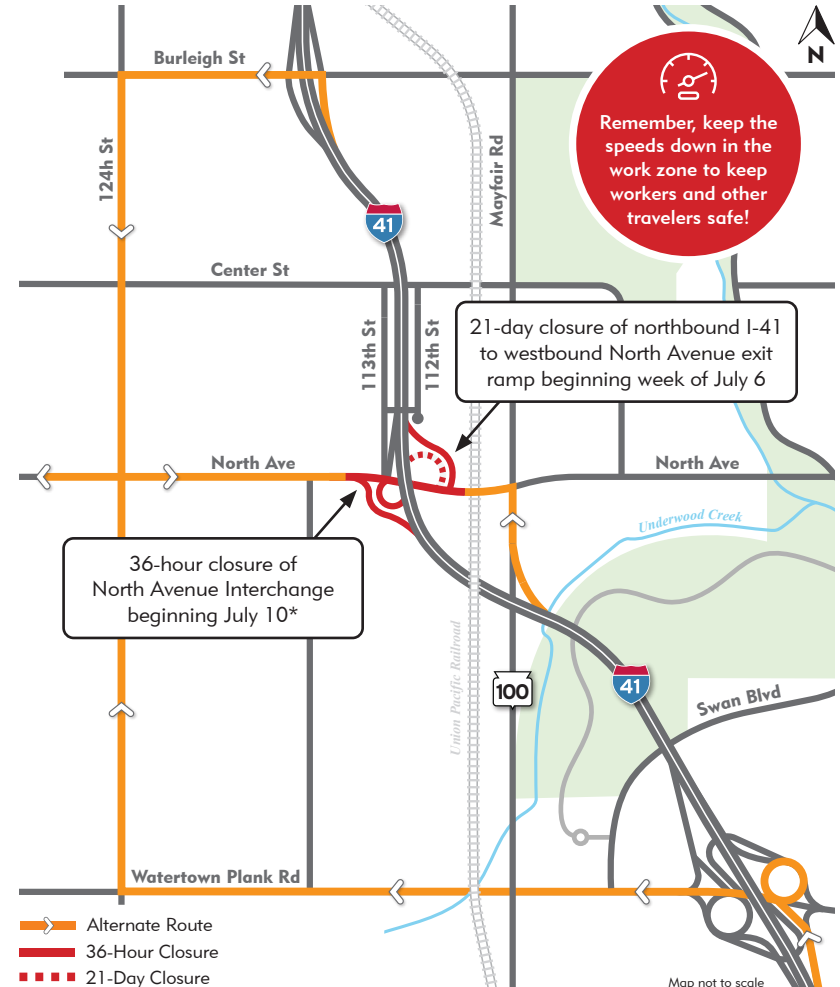 Burleigh St
N
Remember, keep the
speeds down in the
work zone to keep
workers and other
travelers safe!
124th St
Mayfair Rd
41
Center St
113th St
112th St
21-day closure of northbound I-41
to westbound North Avenue exit
ramp beginning week of July 6
North Ave
North Ave
Underwood Creek
36-hour closure of
North Avenue Interchange
beginning July 10*
Union Pacific Railroad
100
41
Swan Blvd
Watertown Plank Rd
Alternate Route
36-Hour Closure
21-Day Closure
Map not to scale